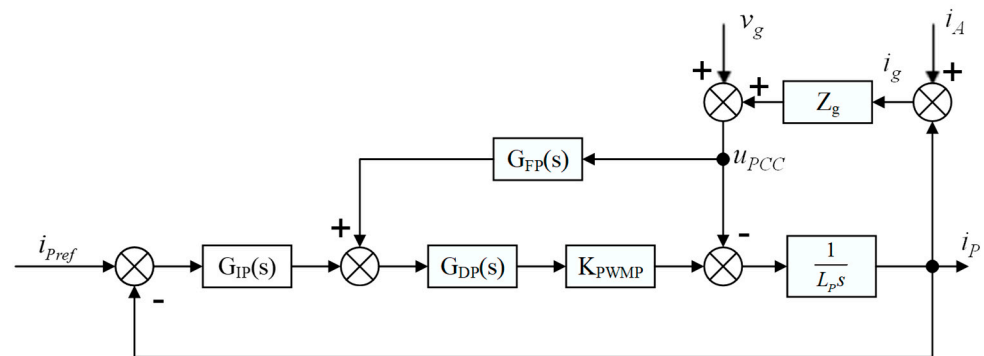 v_g
i_A
+
+
i_g
+
Z_g
G_FP(s)
u_PCC
+
-
i_Pref
G_IP(s)
G_DP(s)
K_PWMP
1
L_P s
i_P
-